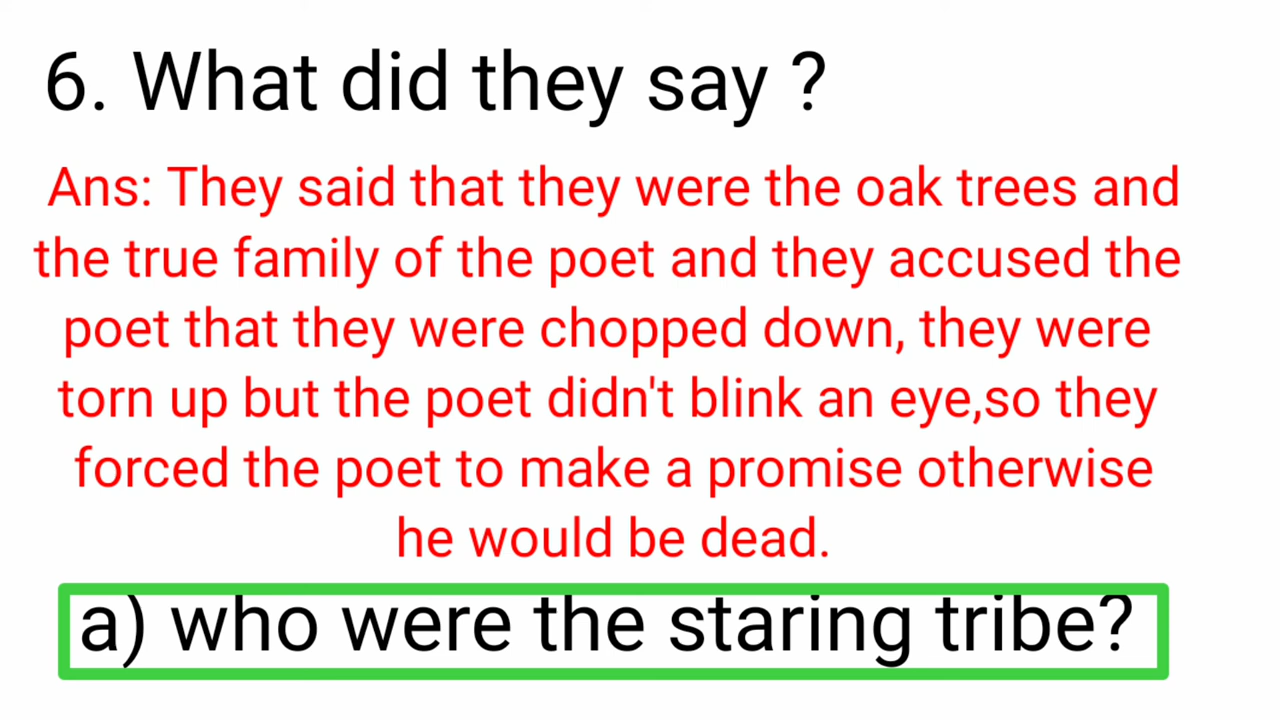 6. What did they say ?
Ans: They said that they were the oak trees and
the true family of the poet and they accused the
poet that they were chopped down, they were
torn up but the poet didn't blink an eye,so they
forced the poet to make a promise otherwise
he would be dead.
a) who were the staring tribe?